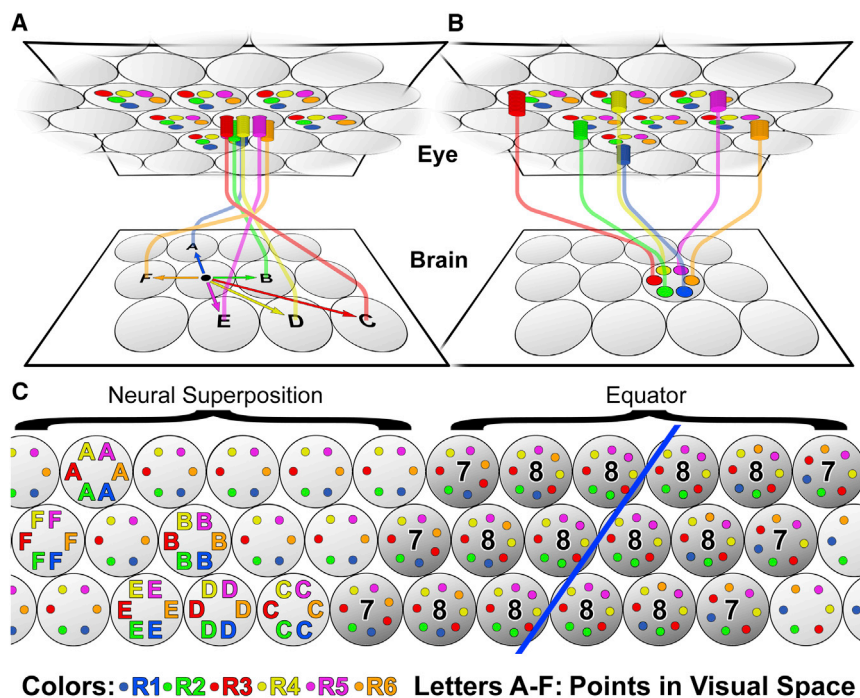 A
B
Eye
Brain
A
F
B
E
D
C
C
Neural Superposition
Equator
A A
A A
A A
7 8 8 8 8 7
F F
F F
F F
B B
B B
B B
7 8 8 8 8 7
E E
E E
E E
D D
D D
D D
C C
C C
C C
7 8 8 8 8 7
Colors: R1 R2 R3 R4 R5 R6 Letters A-F: Points in Visual Space